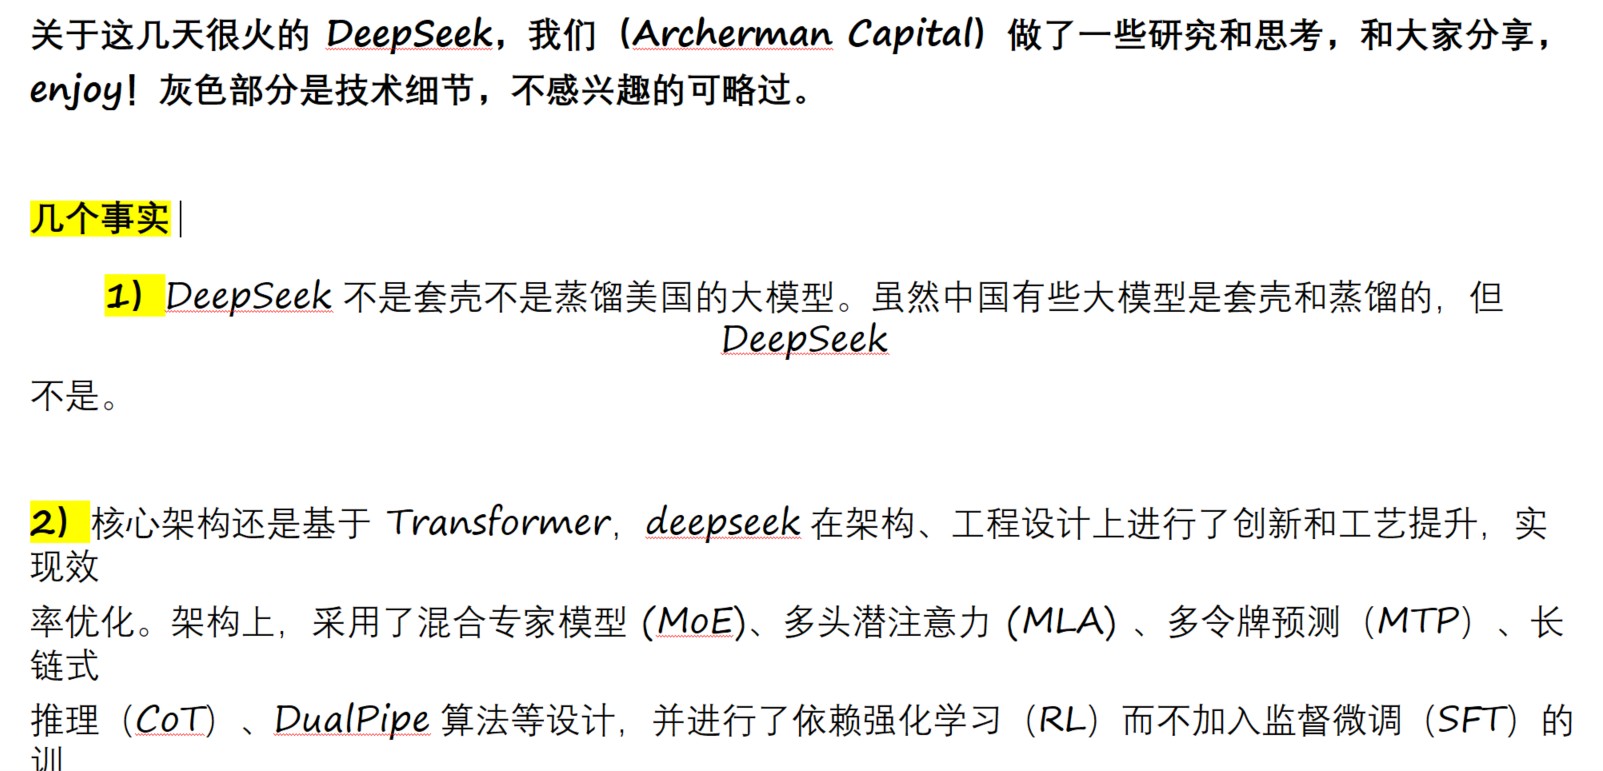 关于这几天很火的 DeepSeek，我们（Archerman Capital）做了一些研究和思考，和大家分享，
enjoy！灰色部分是技术细节，不感兴趣的可略过。
几个事实
1) DeepSeek 不是套壳不是蒸馏美国的大模型。虽然中国有些大模型是套壳和蒸馏的，但
DeepSeek
不是。
2) 核心架构还是基于 Transformer，deepseek 在架构、工程设计上进行了创新和工艺提升，实
现效
率优化。架构上，采用了混合专家模型 (MoE)、多头潜注意力 (MLA) 、多令牌预测（MTP）、长
链式
推理（CoT）、DualPipe 算法等设计，并进行了依赖强化学习（RL）而不加入监督微调（SFT）的
训